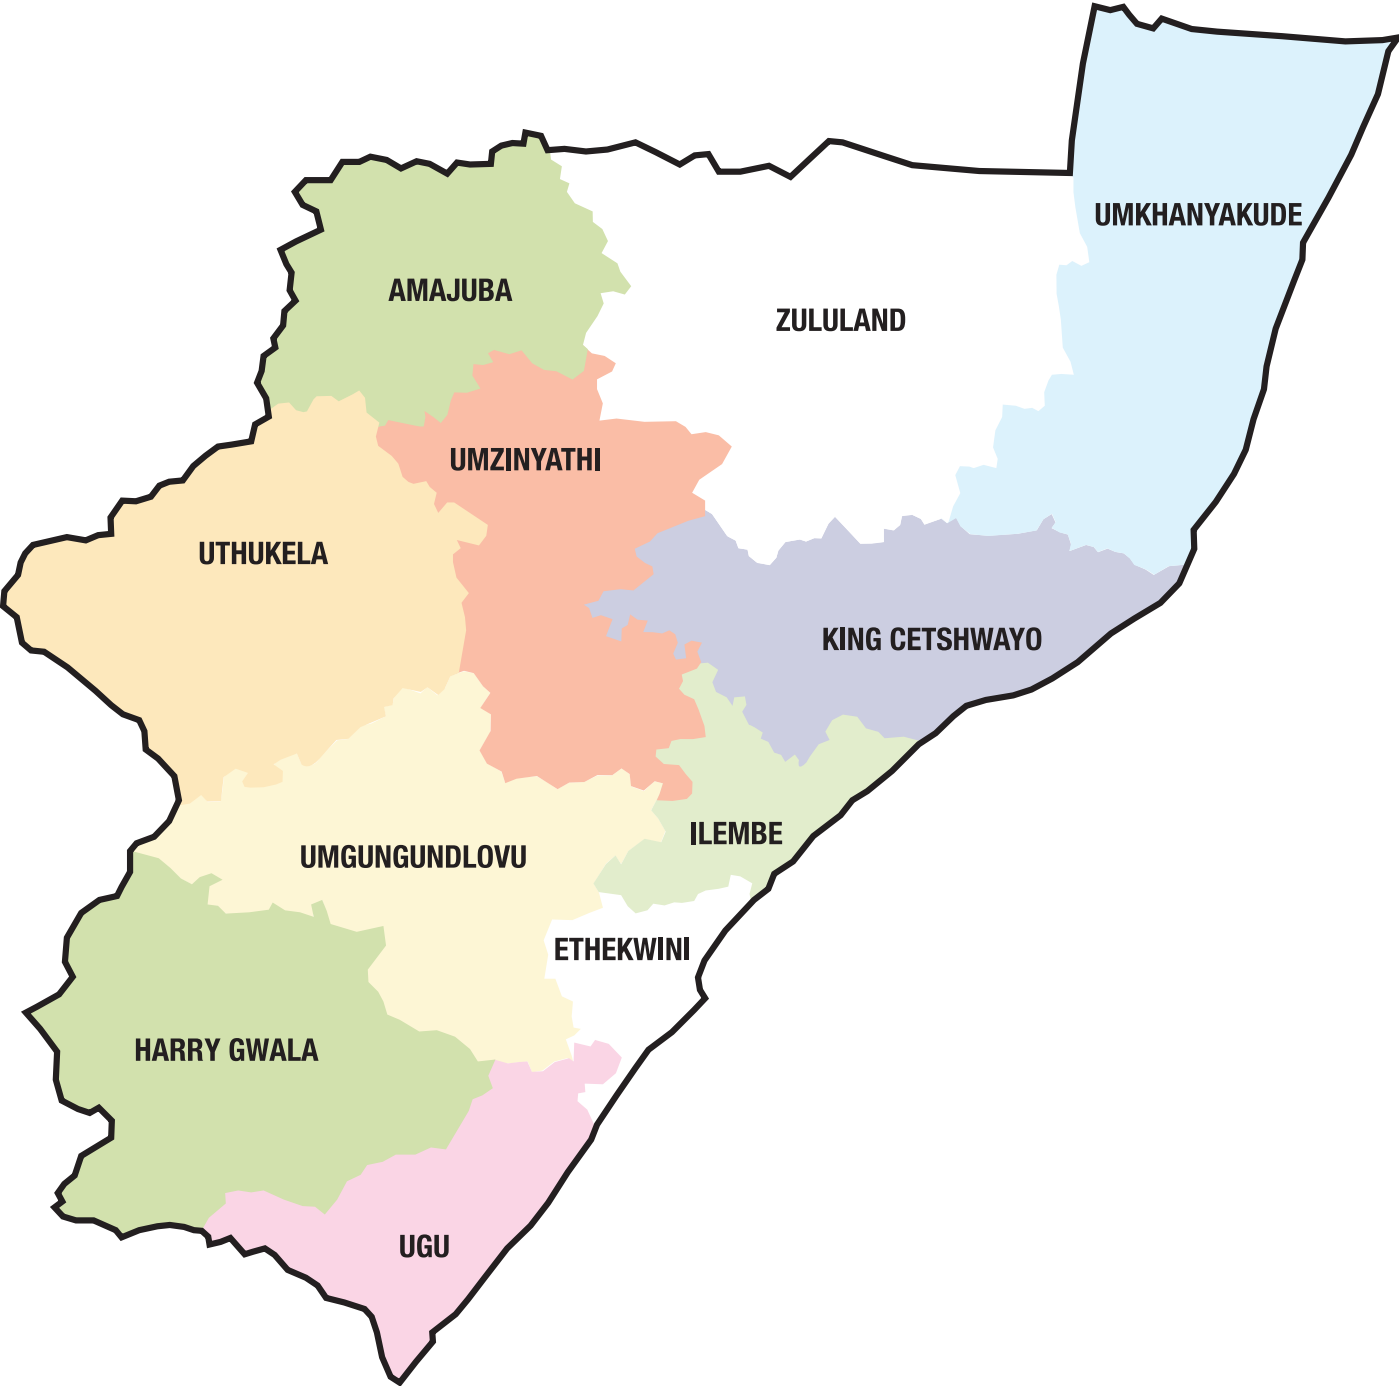 UMKHANYAKUDE
AMAJUBA
ZULULAND
UMZINYATHI
UTHUKELA
KING CETSHWAYO
ILEMBE
UMGUNGUNDLOVU
ETHEKWINI
HARRY GWALA
UGU